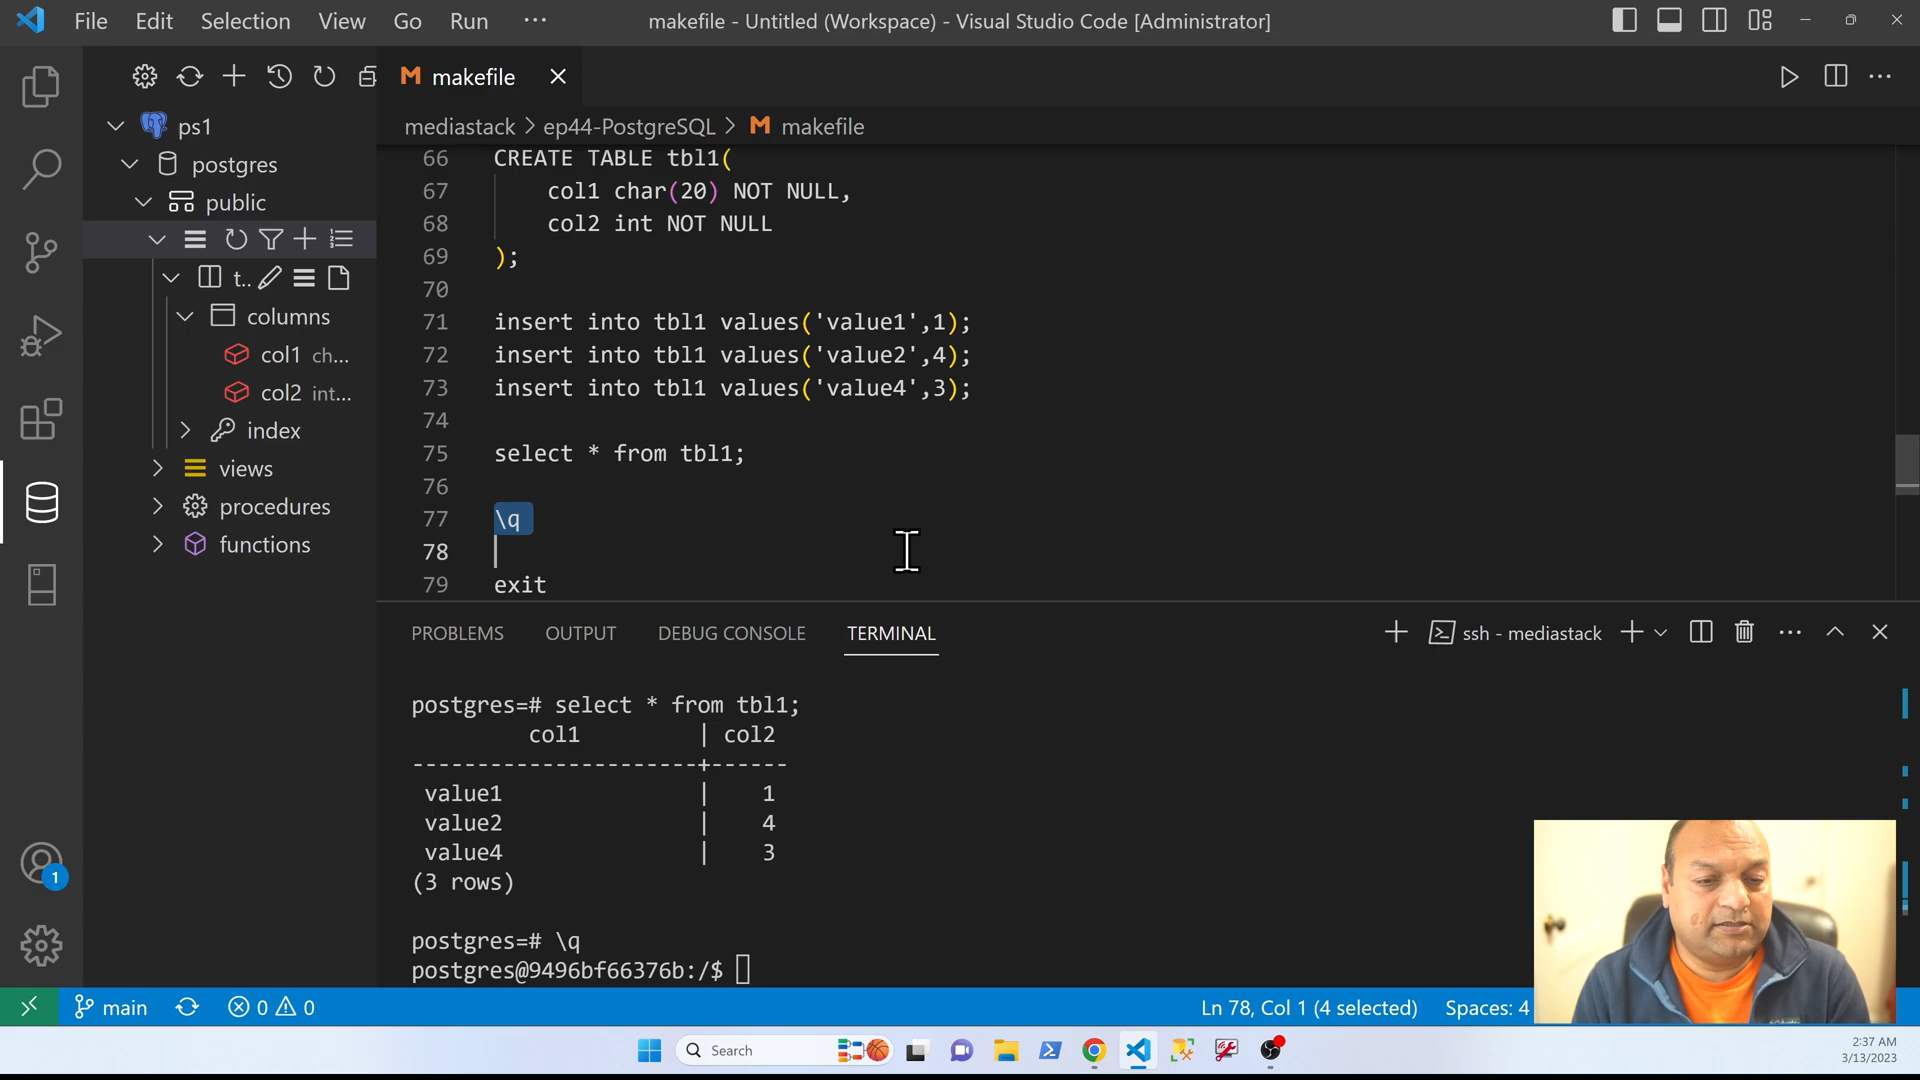 File Edit Selection View Go Run ··· makefile - Untitled (Workspace) - Visual Studio Code [Administrator]
M makefile
mediastack > ep44-PostgreSQL > M makefile
ps1
postgres
public
t..
columns
col1 ch...
col2 int...
index
views
procedures
functions
66 CREATE TABLE tbl1(
67 col1 char(20) NOT NULL,
68 col2 int NOT NULL
69 );
70
71 insert into tbl1 values('value1',1);
72 insert into tbl1 values('value2',4);
73 insert into tbl1 values('value4',3);
74
75 select * from tbl1;
76
77 \q
78
79 exit
PROBLEMS OUTPUT DEBUG CONSOLE TERMINAL ssh - mediastack
postgres=# select * from tbl1;
col1 | col2
----------------------+------
value1 | 1
value2 | 4
value4 | 3
(3 rows)
postgres=# \q
postgres@9496bf66376b:/$
1
main 0 0 Ln 78, Col 1 (4 selected) Spaces: 4
Search
2:37 AM
3/13/2023